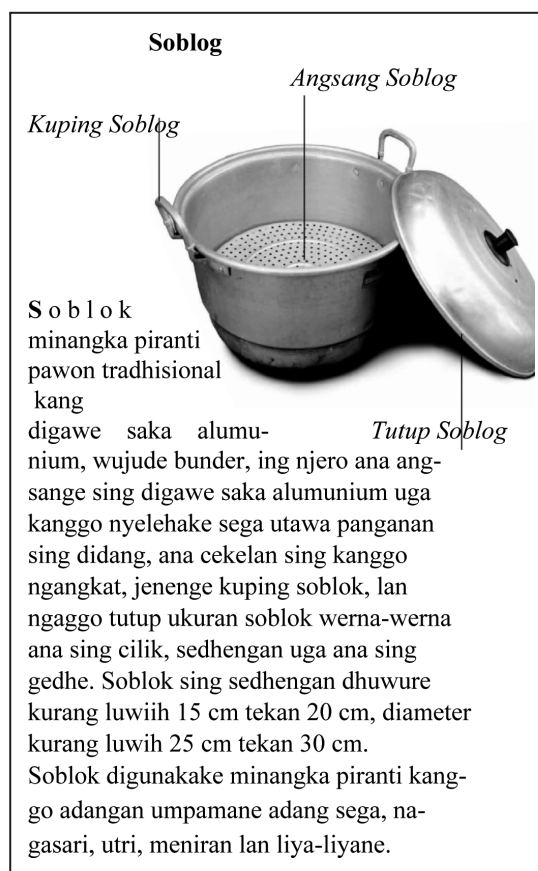 Soblog
Angsang Soblog
Kuping Soblog
S o b l o k
minangka piranti
pawon tradhisional
kang
digawe saka alumu-
Tutup Soblog
nium, wujude bunder, ing njero ana ang-
sange sing digawe saka alumunium uga
kanggo nyelehake sega utawa panganan
sing didang, ana cekelan sing kanggo
ngangkat, jenenge kuping soblok, lan
ngaggo tutup ukuran soblok werna-werna
ana sing cilik, sedhengan uga ana sing
gedhe. Soblok sing sedhengan dhuwure
kurang luwiih 15 cm tekan 20 cm, diameter
kurang luwih 25 cm tekan 30 cm.
Soblok digunakake minangka piranti kang-
go adangan umpamane adang sega, na-
gasari, utri, meniran lan liya-liyane.